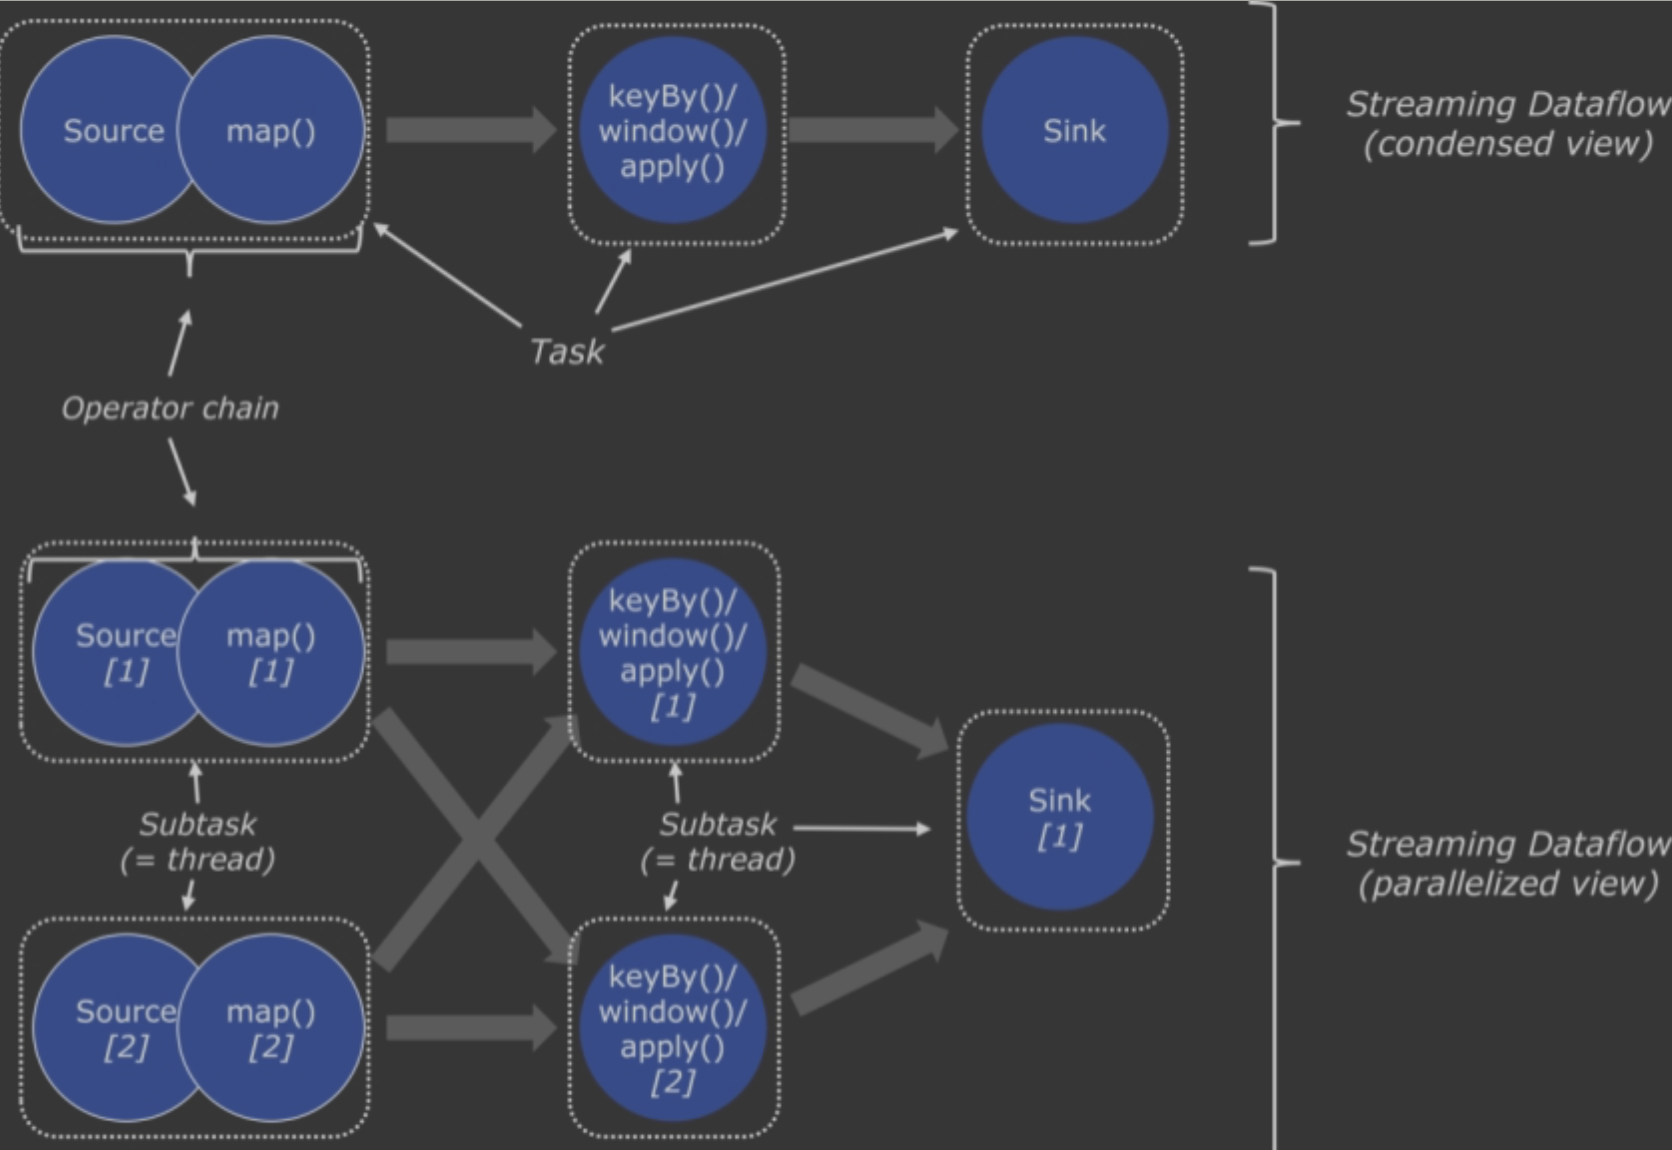 Source
map()
keyBy()/
window()/
apply()
Sink
Streaming Dataflow
(condensed view)
Task
Operator chain
Source
[1]
map()
[1]
keyBy()/
window()/
apply()
[1]
Subtask
(= thread)
Subtask
(= thread)
Sink
[1]
Streaming Dataflow
(parallelized view)
Source
[2]
map()
[2]
keyBy()/
window()/
apply()
[2]